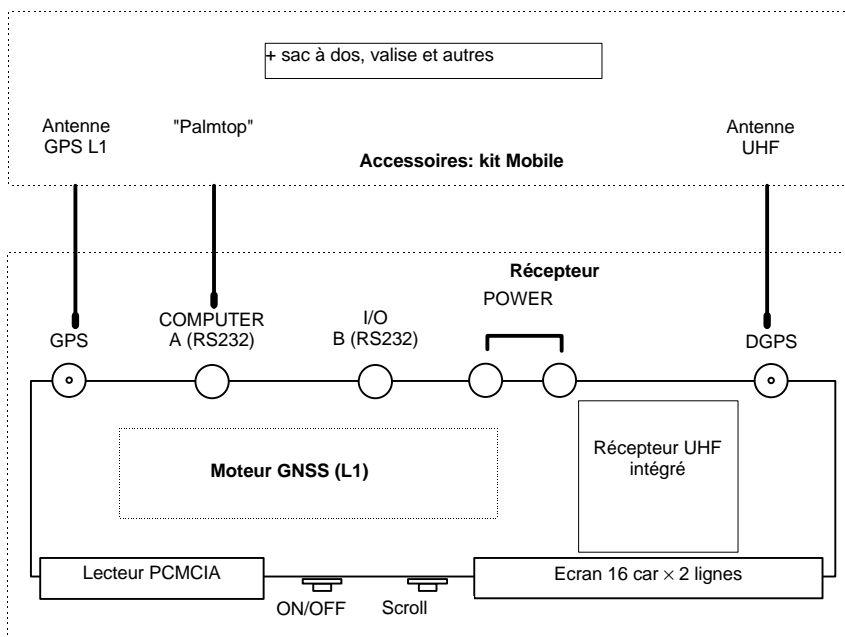 + sac à dos, valise et autres
Antenne
GPS L1
"Palmtop"
Antenne
UHF
Accessoires: kit Mobile
Récepteur
POWER
GPS
COMPUTER
A (RS232)
I/O
B (RS232)
DGPS
Moteur GNSS (L1)
Récepteur UHF
intégré
Lecteur PCMCIA
Ecran 16 car × 2 lignes
ON/OFF
Scroll